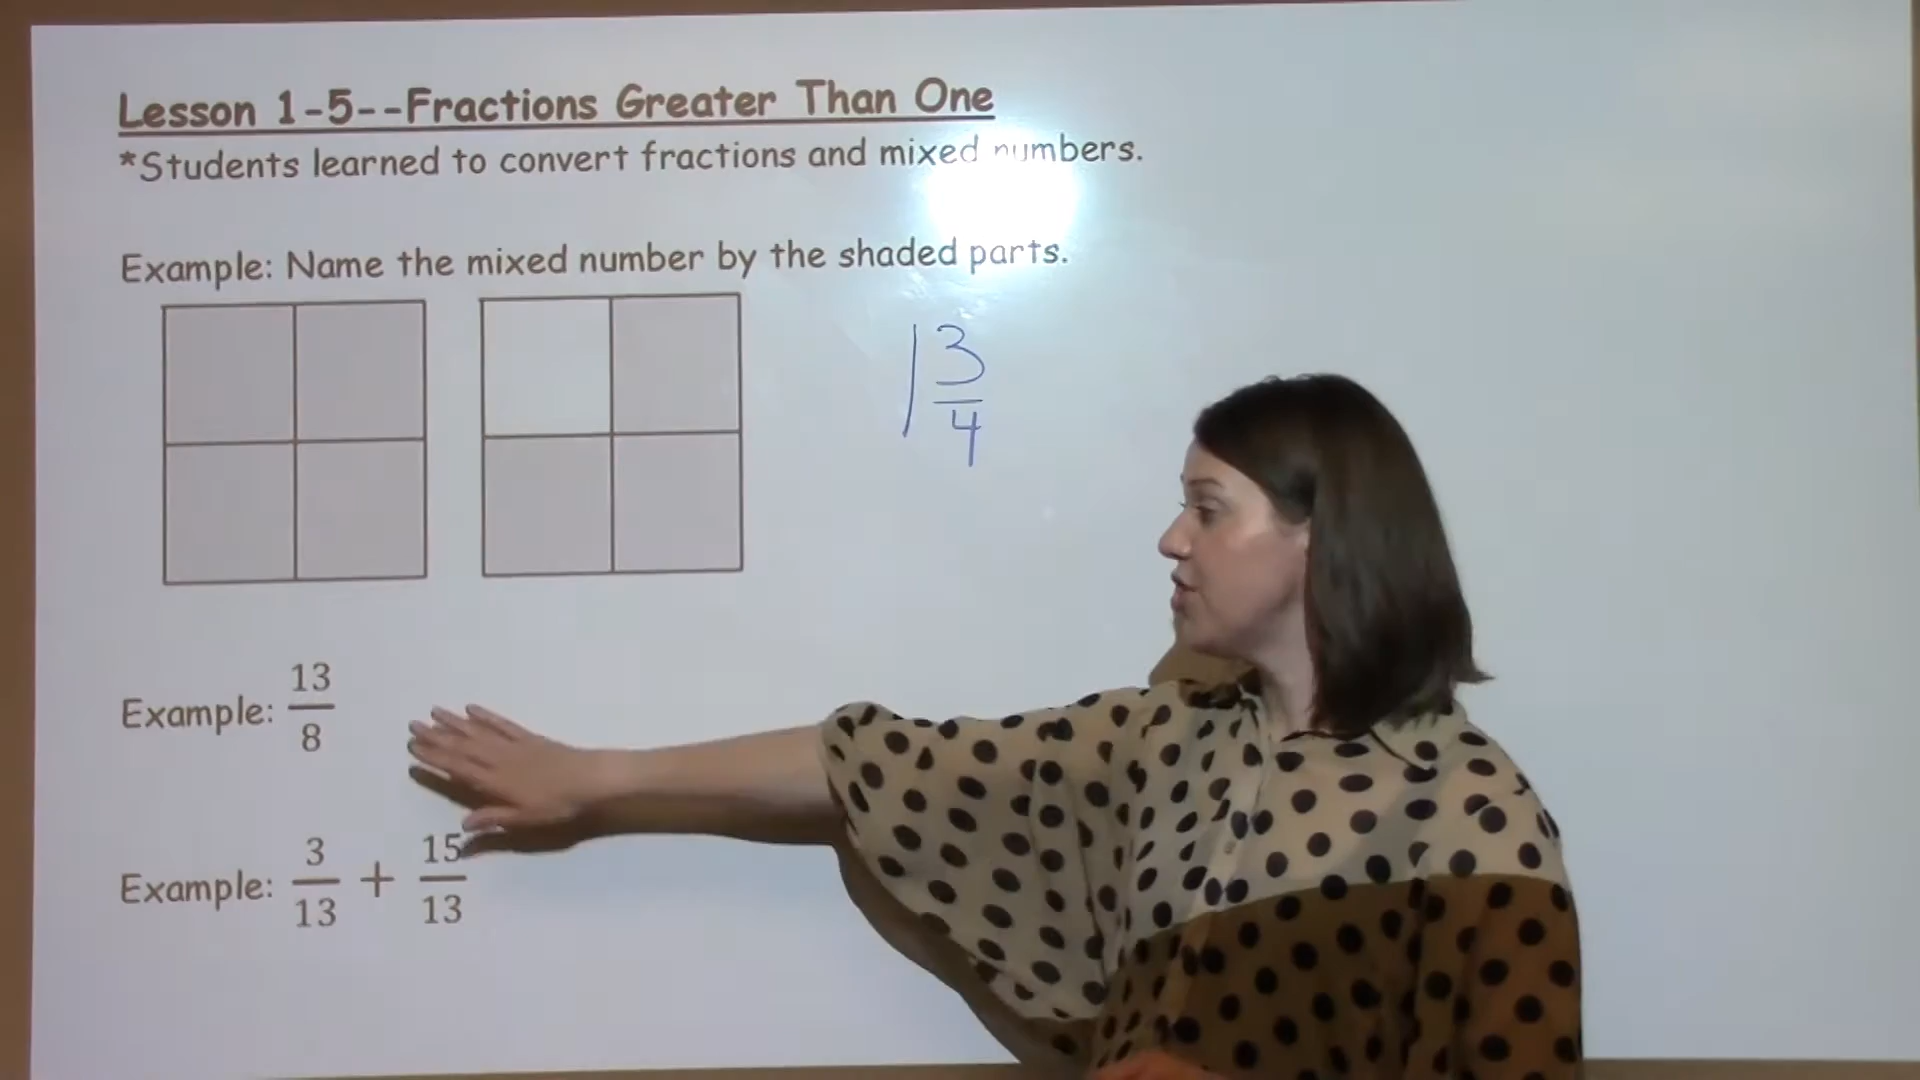 Lesson 1-5--Fractions Greater Than One
*Students learned to convert fractions and mixed numbers.
Example: Name the mixed number by the shaded parts.
1 3/4
Example: 13/8
Example: 3/13 + 15/13